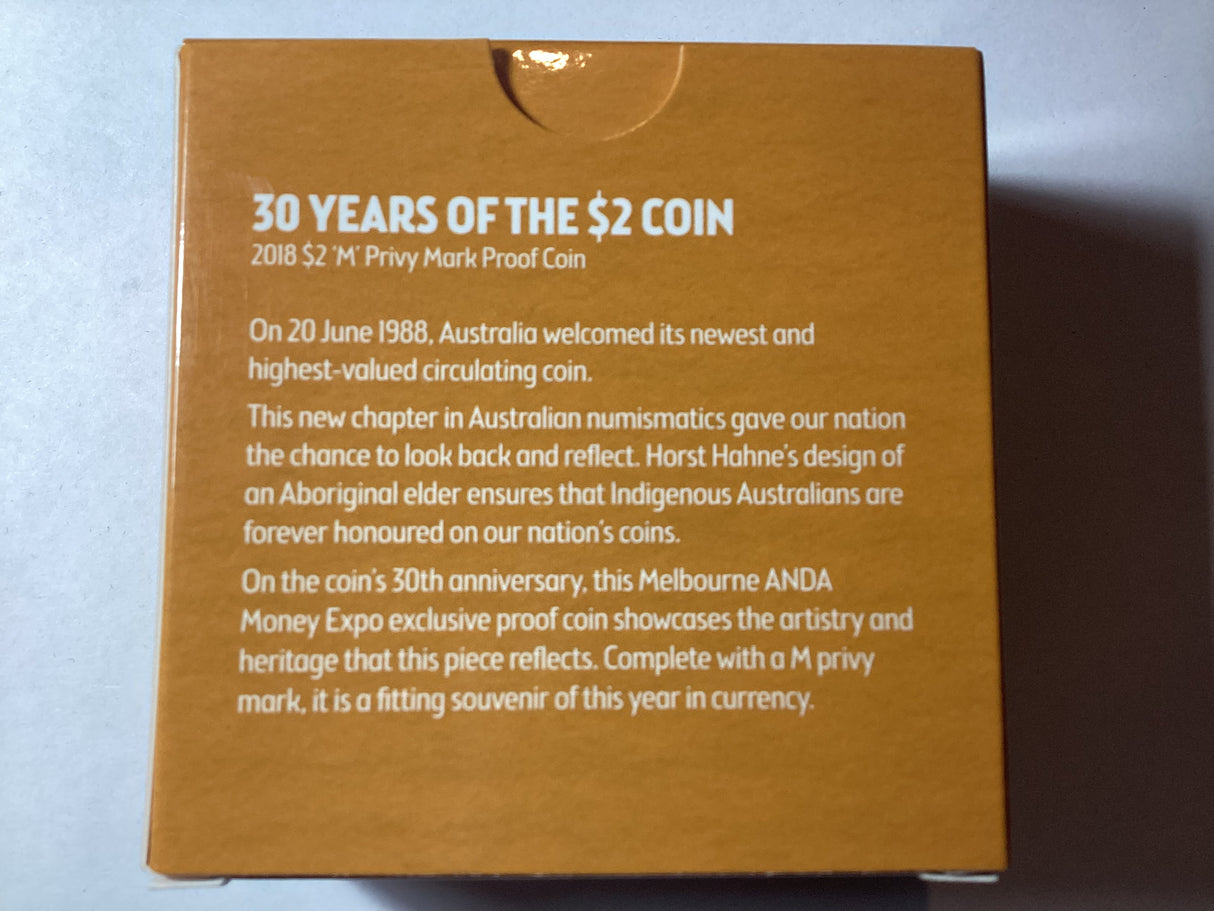 30 YEARS OF THE $2 COIN
2018 $2 ‘M’ Privy Mark Proof Coin
On 20 June 1988, Australia welcomed its newest and
highest-valued circulating coin.
This new chapter in Australian numismatics gave our nation
the chance to look back and reflect. Horst Hahne's design of
an Aboriginal elder ensures that Indigenous Australians are
forever honoured on our nation's coins.
On the coin's 30th anniversary, this Melbourne ANDA
Money Expo exclusive proof coin showcases the artistry and
heritage that this piece reflects. Complete with a M privy
mark, it is a fitting souvenir of this year in currency.